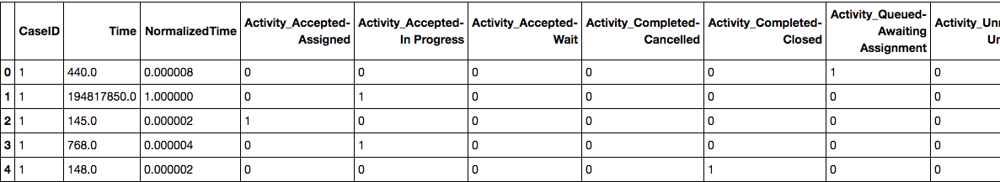 CaseID Time NormalizedTime Activity_Accepted-Assigned Activity_Accepted-In Progress Activity_Accepted-Wait Activity_Completed-Cancelled Activity_Completed-Closed Activity_Queued-Awaiting Assignment
0 1 440.0 0.000008 0 0 0 0 0 1 0
1 1 194817850.0 1.000000 0 1 0 0 0 0 0
2 1 145.0 0.000002 1 0 0 0 0 0 0
3 1 768.0 0.000004 0 1 0 0 0 0 0
4 1 148.0 0.000002 0 0 0 0 1 0 0